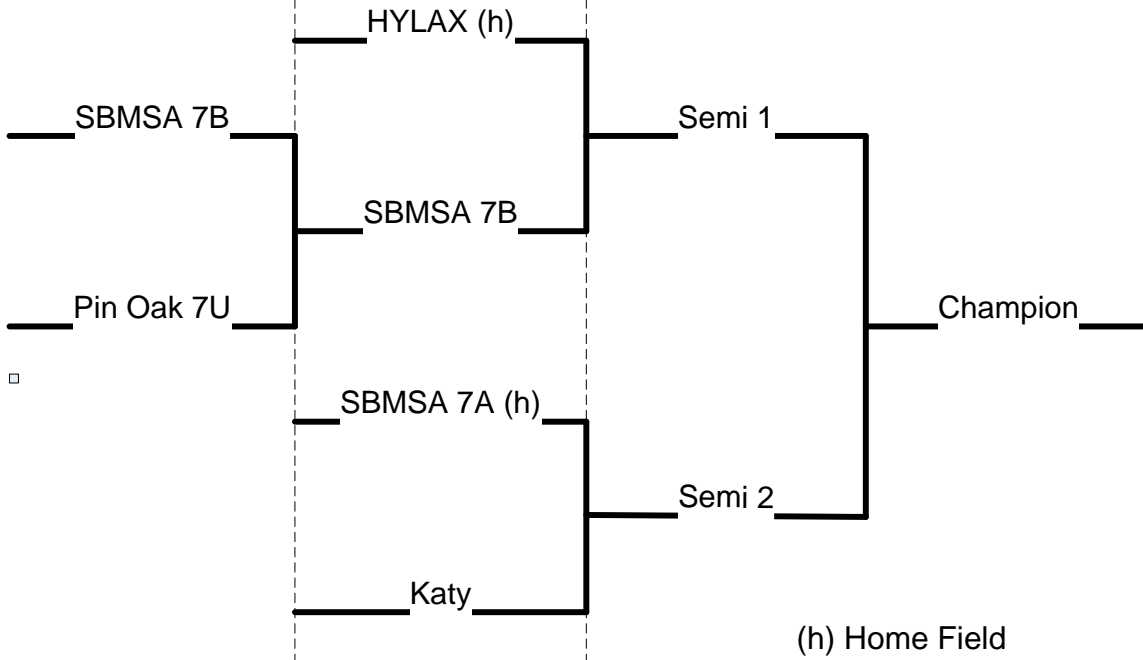 HYLAX (h)
SBMSA 7B
Semi 1
SBMSA 7B
Pin Oak 7U
Champion
SBMSA 7A (h)
Semi 2
Katy
(h) Home Field